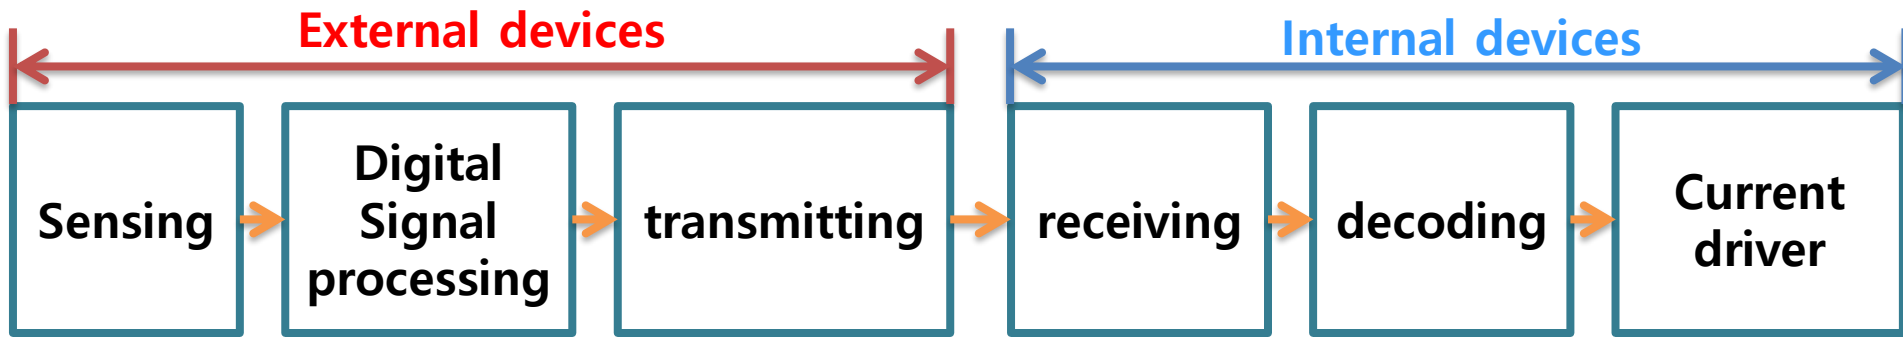 External devices
Internal devices
Sensing
Digital
Signal
processing
transmitting
receiving
decoding
Current
driver